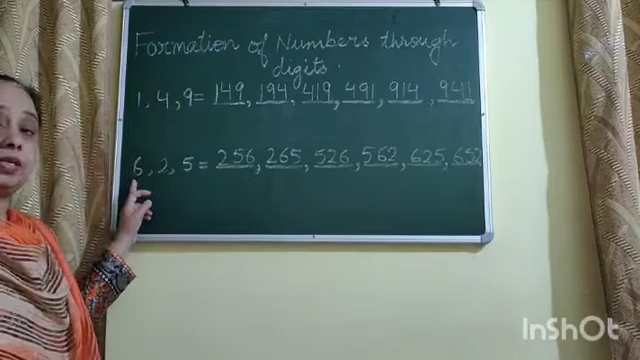 Formation of Numbers through
digits.
1, 4, 9 = 149, 194, 419, 491, 914, 941
6, 2, 5 = 256, 265, 526, 562, 625, 652
InShOt